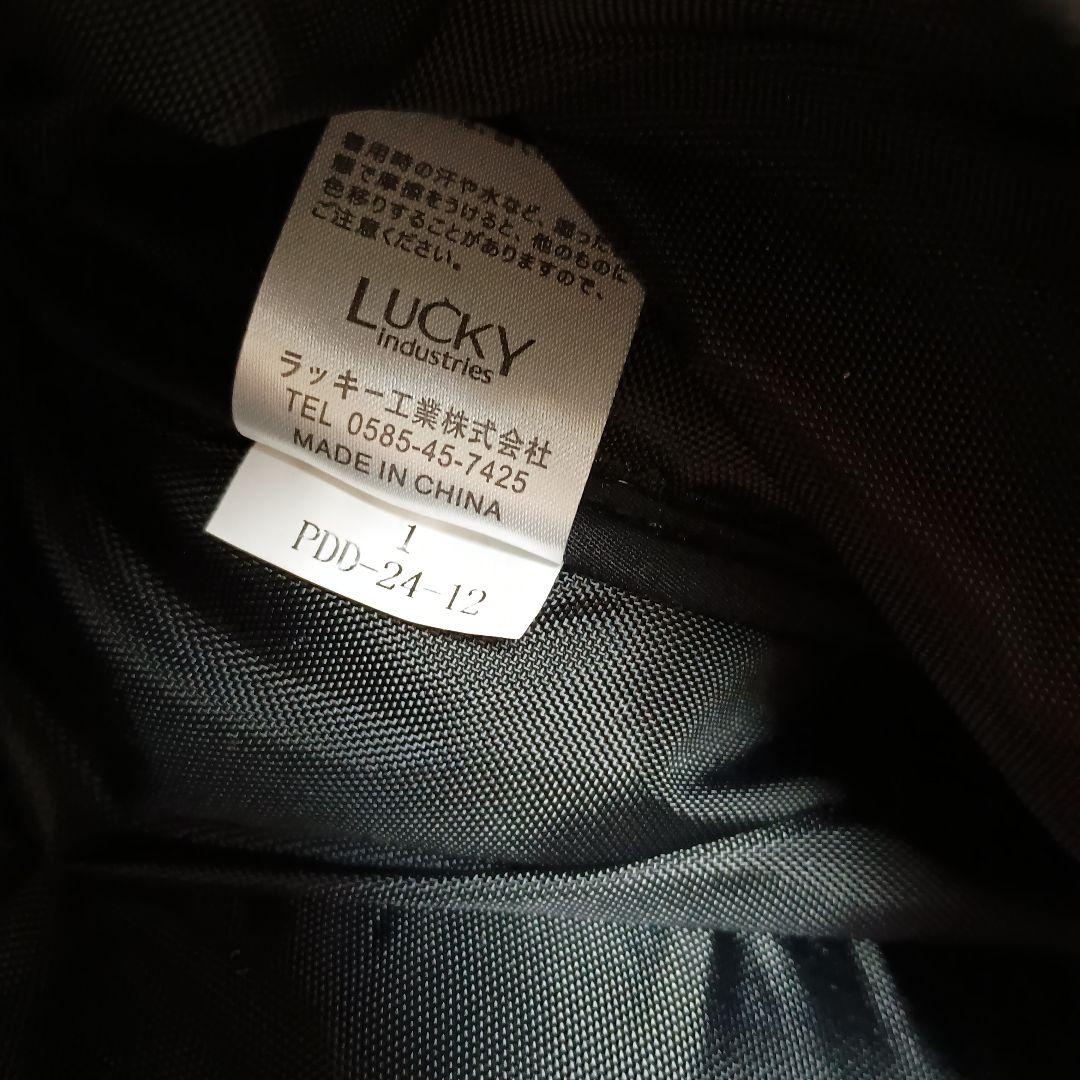 着用時の汗や水など、湿った
態で摩擦をうけると、他のものに
色移りすることがありますので、
ご注意ください。
LUCKY
industries
ラッキー工業株式会社
TEL 0585-45-7425
MADE IN CHINA
1
PDD-24-12